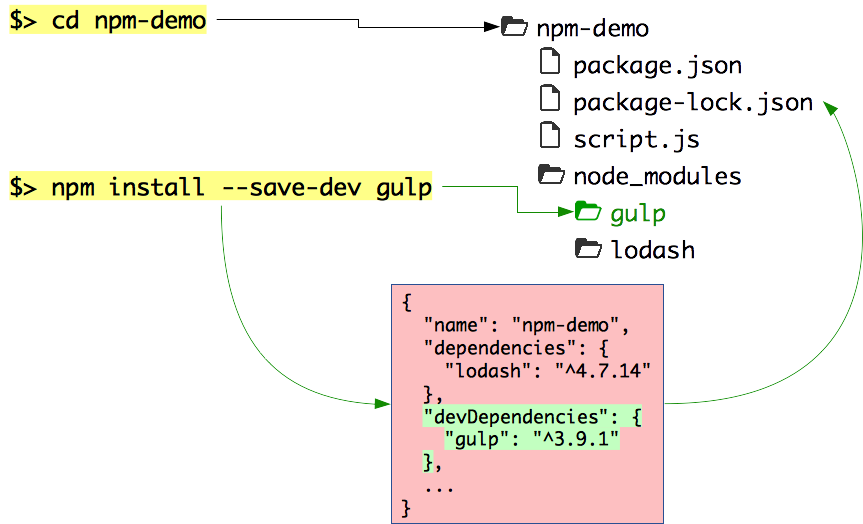 $> cd npm-demo
npm-demo
package.json
package-lock.json
script.js
$> npm install --save-dev gulp
node_modules
gulp
lodash
{
"name": "npm-demo",
"dependencies": {
"lodash": "^4.7.14"
},
"devDependencies": {
"gulp": "^3.9.1"
},
...
}